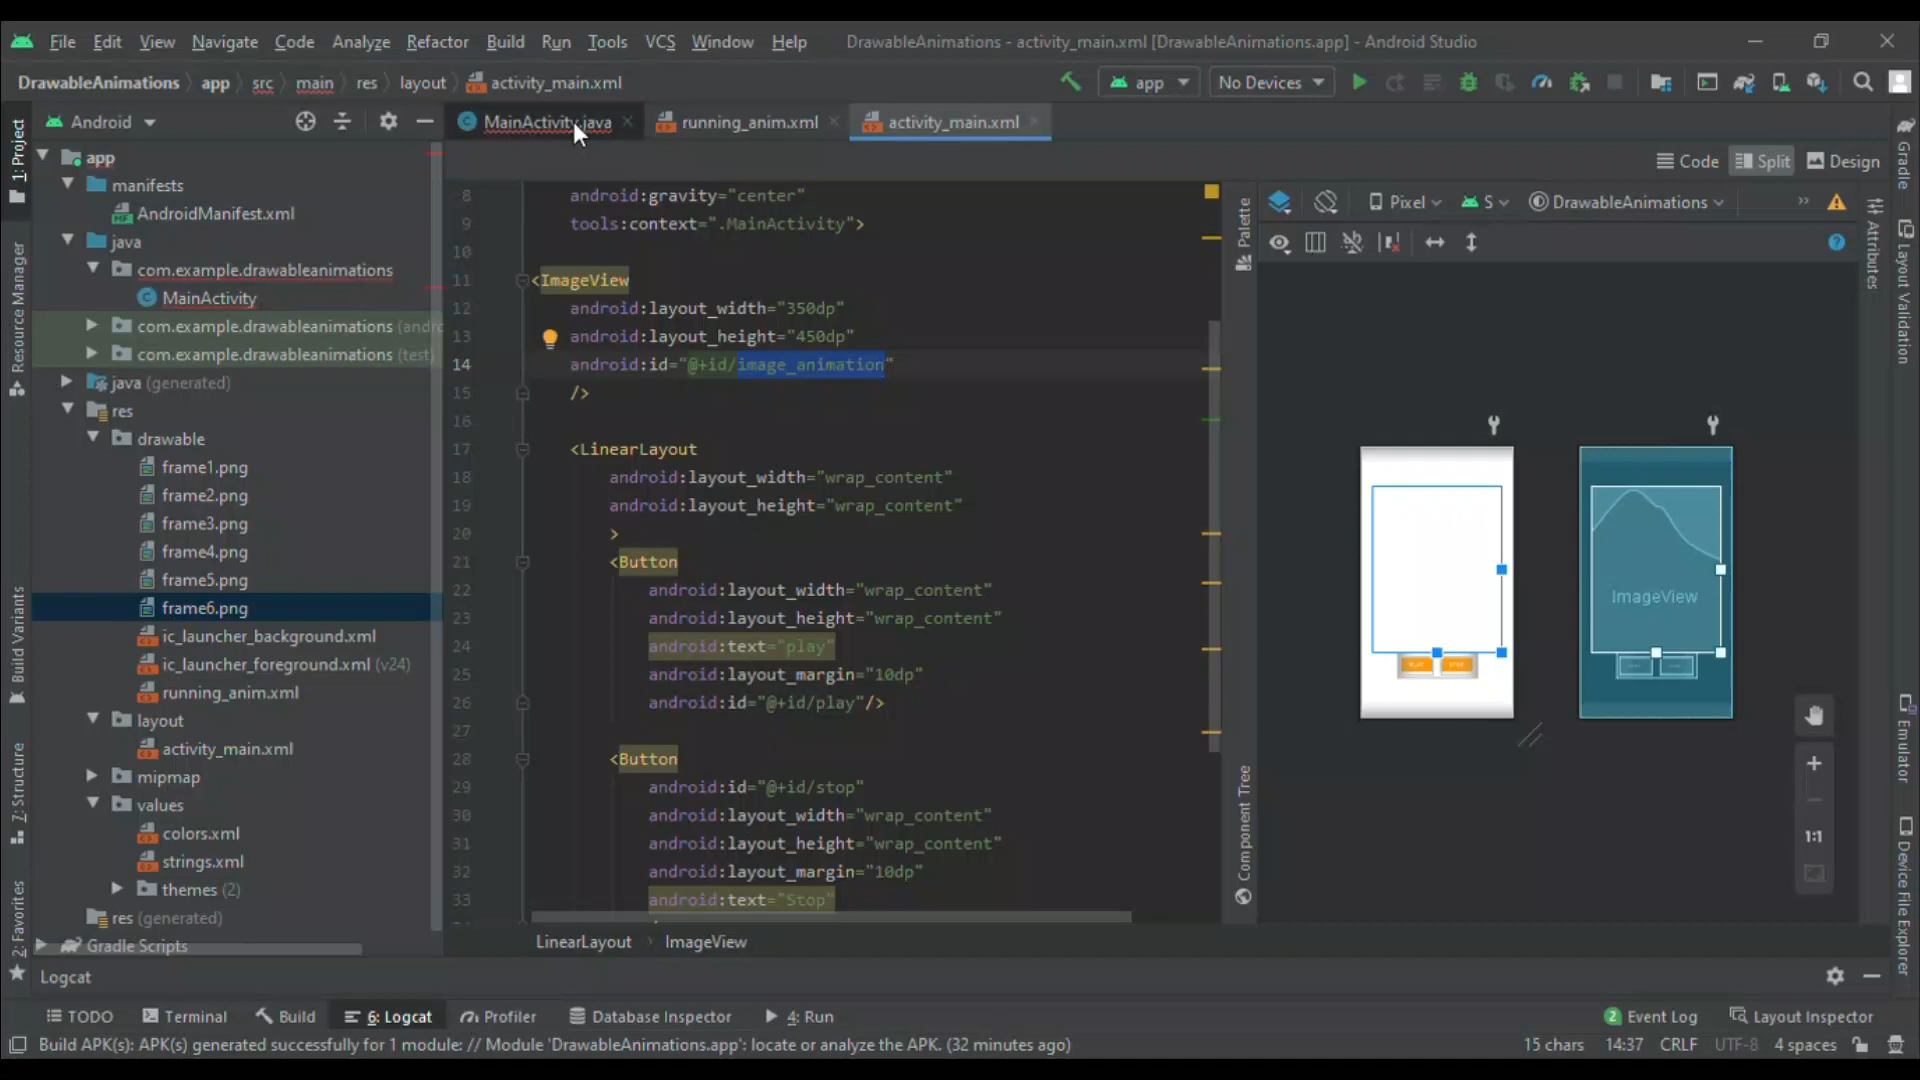 File Edit View Navigate Code Analyze Refactor Build Run Tools VCS Window Help DrawableAnimations - activity_main.xml [DrawableAnimations.app] - Android Studio
DrawableAnimations app src main res layout activity_main.xml app No Devices
Android MainActivity.java running_anim.xml activity_main.xml
Code Split Design
1: Project
Resource Manager
Build Variants
7: Structure
2: Favorites
app
manifests
AndroidManifest.xml
java
com.example.drawableanimations
MainActivity
com.example.drawableanimations (andro
com.example.drawableanimations (test)
java (generated)
res
drawable
frame1.png
frame2.png
frame3.png
frame4.png
frame5.png
frame6.png
ic_launcher_background.xml
ic_launcher_foreground.xml (v24)
running_anim.xml
layout
activity_main.xml
mipmap
values
colors.xml
strings.xml
themes (2)
res (generated)
Gradle Scripts
8 android:gravity="center"
9 tools:context=".MainActivity">
10
11 <ImageView
12 android:layout_width="350dp"
13 android:layout_height="450dp"
14 android:id="@+id/image_animation"
15 />
16
17 <LinearLayout
18 android:layout_width="wrap_content"
19 android:layout_height="wrap_content"
20 >
21 <Button
22 android:layout_width="wrap_content"
23 android:layout_height="wrap_content"
24 android:text="play"
25 android:layout_margin="10dp"
26 android:id="@+id/play"/>
27
28 <Button
29 android:id="@+id/stop"
30 android:layout_width="wrap_content"
31 android:layout_height="wrap_content"
32 android:layout_margin="10dp"
33 android:text="Stop"
LinearLayout ImageView
Palette
Component Tree
Pixel S DrawableAnimations
ImageView
1:1
Gradle
Attributes
Layout Validation
Emulator
Device File Explorer
Logcat
TODO Terminal Build 6: Logcat Profiler Database Inspector 4: Run 2 Event Log Layout Inspector
Build APK(s): APK(s) generated successfully for 1 module: // Module 'DrawableAnimations.app': locate or analyze the APK. (32 minutes ago) 15 chars 14:37 CRLF UTF-8 4 spaces